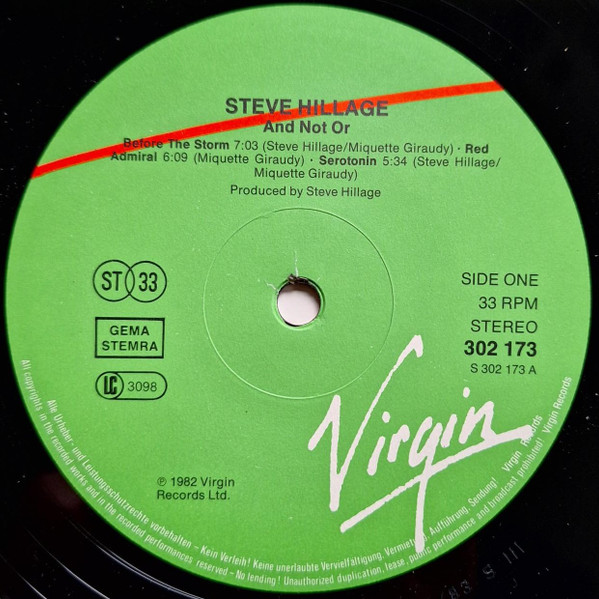 STEVE HILLAGE
And Not Or
Before The Storm 7:03 (Steve Hillage/Miquette Giraudy) · Red
Admiral 6:09 (Miquette Giraudy) · Serotonin 5:34 (Steve Hillage/
Miquette Giraudy)
Produced by Steve Hillage
ST 33
GEMA
STEMRA
LC 3098
SIDE ONE
33 RPM
STEREO
302 173
S 302 173 A
Virgin
℗ 1982 Virgin
Records Ltd.
Alle Urheber- und Leistungsschutzrechte vorbehalten – Kein Verleih! Keine unerlaubte Vervielfältigung, Vermietung, Aufführung, Sendung! Virgin Records
All copyrights in the recorded works and in the recorded performances reserved – No lending! Unauthorized duplication, lease, public performance and broadcast prohibited! Virgin Records